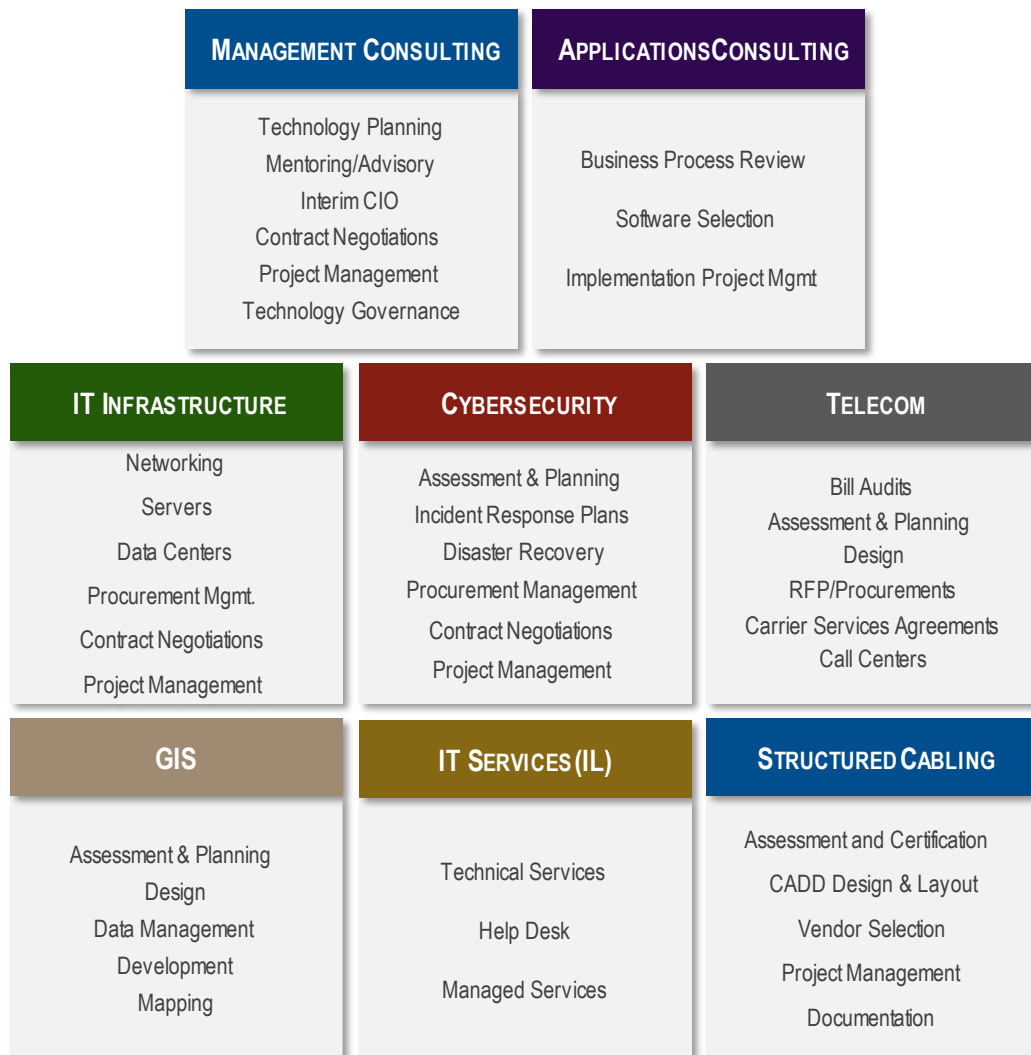 MANAGEMENT CONSULTING
Technology Planning
Mentoring/Advisory
Interim CIO
Contract Negotiations
Project Management
Technology Governance
APPLICATIONS CONSULTING
Business Process Review
Software Selection
Implementation Project Mgmt
IT INFRASTRUCTURE
Networking
Servers
Data Centers
Procurement Mgmt.
Contract Negotiations
Project Management
CYBERSECURITY
Assessment & Planning
Incident Response Plans
Disaster Recovery
Procurement Management
Contract Negotiations
Project Management
TELECOM
Bill Audits
Assessment & Planning
Design
RFP/Procurements
Carrier Services Agreements
Call Centers
GIS
Assessment & Planning
Design
Data Management
Development
Mapping
IT SERVICES (IL)
Technical Services
Help Desk
Managed Services
STRUCTURED CABLING
Assessment and Certification
CADD Design & Layout
Vendor Selection
Project Management
Documentation